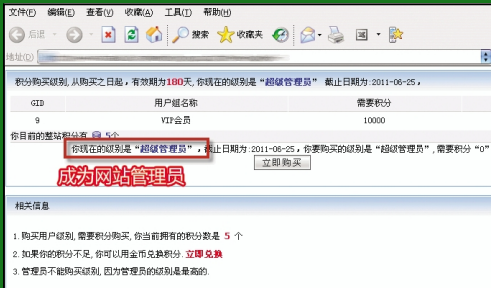 文件(F) 编辑(E) 查看(V) 收藏(A) 工具(T) 帮助(H)
后退 搜索 收藏夹
地址(D)
积分购买级别,从购买之日起,有效期为180天,你现在的级别是“超级管理员” 截止日期为:2011-06-25,
GID 用户组名称 需要积分
9 VIP会员 10000
你目前的整站积分有 5个
你现在的级别是“超级管理员”,截止日期为:2011-06-25,你要购买的级别是“超级管理员”,需要积分“0”
立即购买
成为网站管理员
相关信息
1.购买用户级别,需要积分购买,你当前拥有的积分数是 5 个
2.如果你的积分不足,你可以用金币兑换积分.立即兑换
3.管理员不能购买级别,因为管理员的级别是最高的.